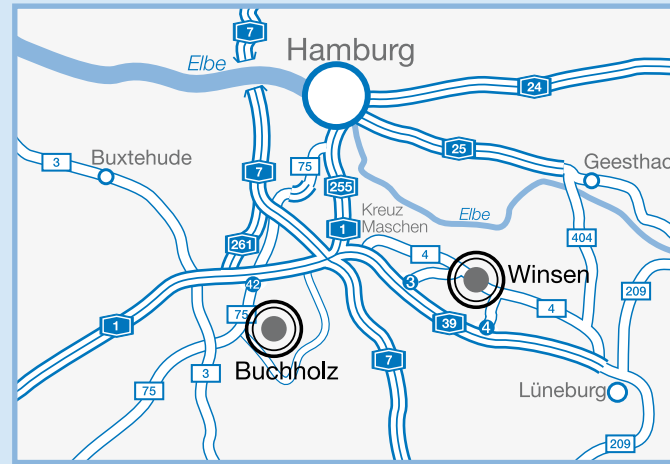 7
Elbe
Hamburg
24
25
3
Buxtehude
7
75
255
Geesthac
Kreuz
Maschen
Elbe
1
261
4
404
42
3
Winsen
209
75
1
39
4
4
Buchholz
7
3
75
Lüneburg
209